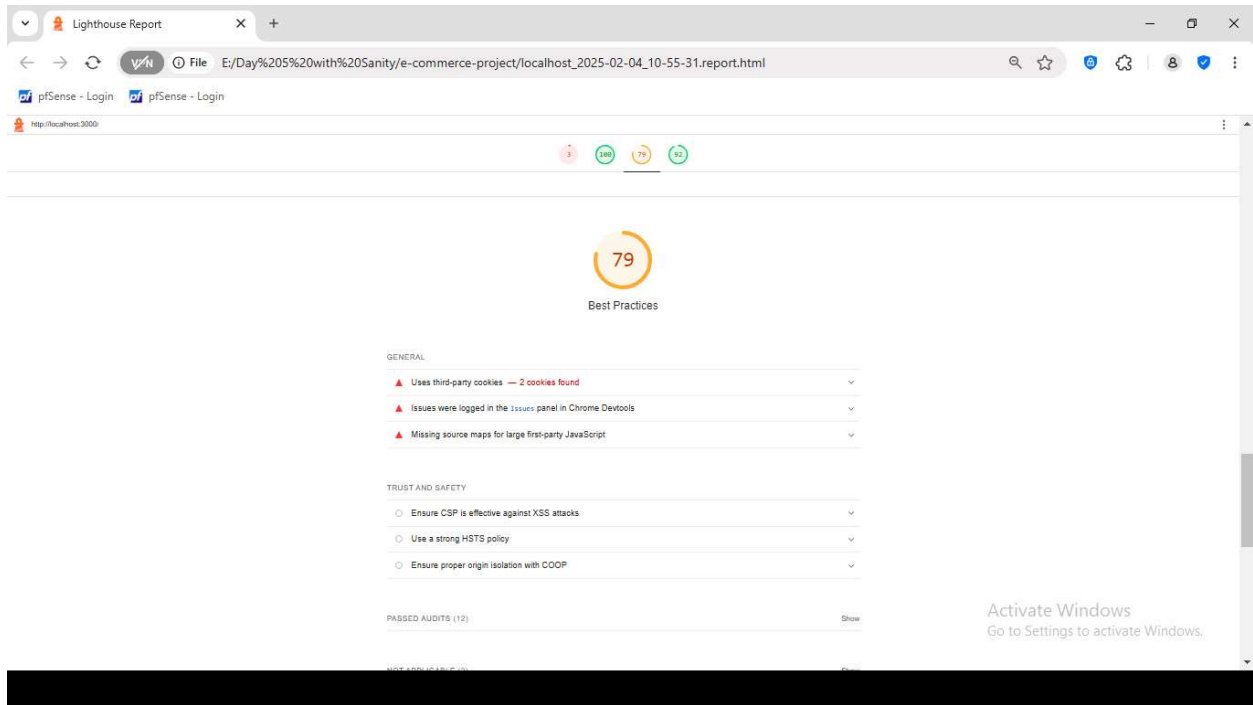 Lighthouse Report
File E:/Day%205%20with%20Sanity/e-commerce-project/localhost_2025-02-04_10-55-31.report.html
pfSense - Login pfSense - Login
http://localhost:3000/
3 100 79 92
79
Best Practices
GENERAL
Uses third-party cookies — 2 cookies found
Issues were logged in the Issues panel in Chrome Devtools
Missing source maps for large first-party JavaScript
TRUST AND SAFETY
Ensure CSP is effective against XSS attacks
Use a strong HSTS policy
Ensure proper origin isolation with COOP
PASSED AUDITS (12) Show
Activate Windows
Go to Settings to activate Windows.